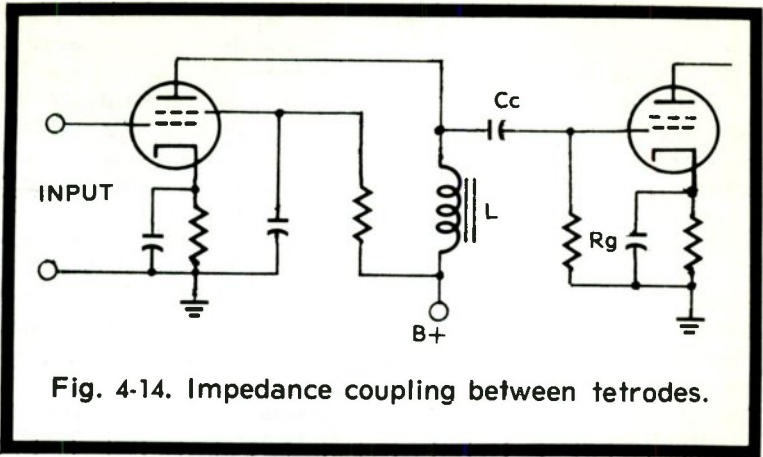 Cc
INPUT
L
Rg
B+
Fig. 4-14. Impedance coupling between tetrodes.